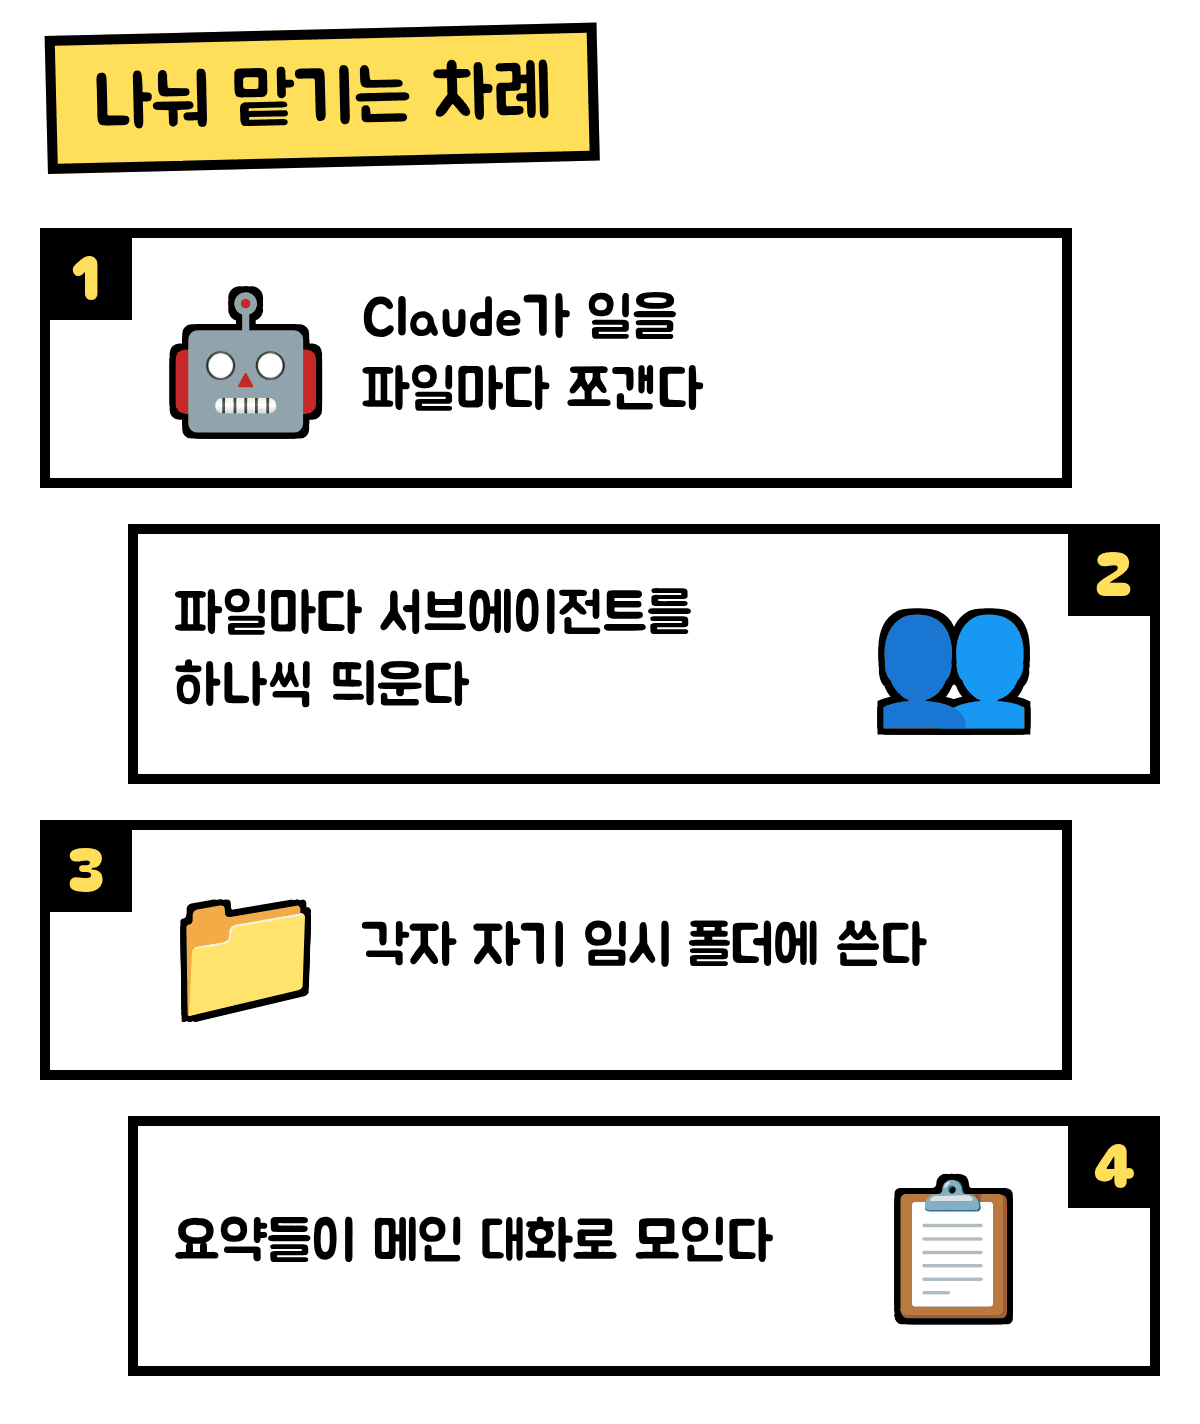 나눠 맡기는 차례
1
Claude가 일을
파일마다 쪼갠다
2
파일마다 서브에이전트를
하나씩 띄운다
3
각자 자기 임시 폴더에 쓴다
4
요약들이 메인 대화로 모인다